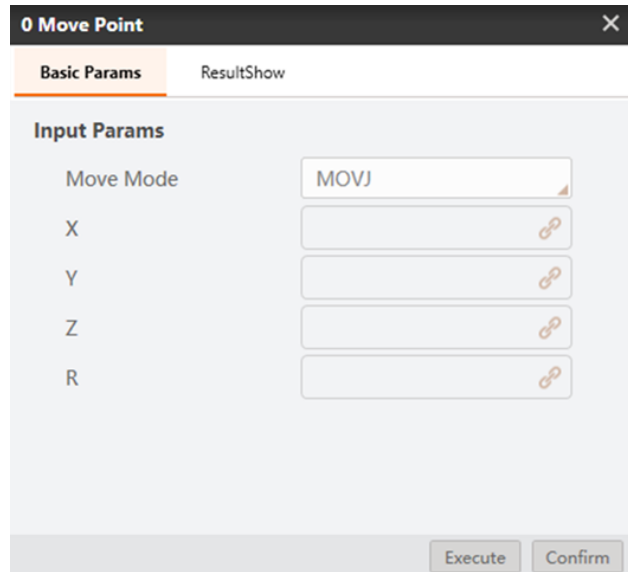 0 Move Point
Basic Params ResultShow
Input Params
Move Mode MOVJ
X
Y
Z
R
Execute Confirm